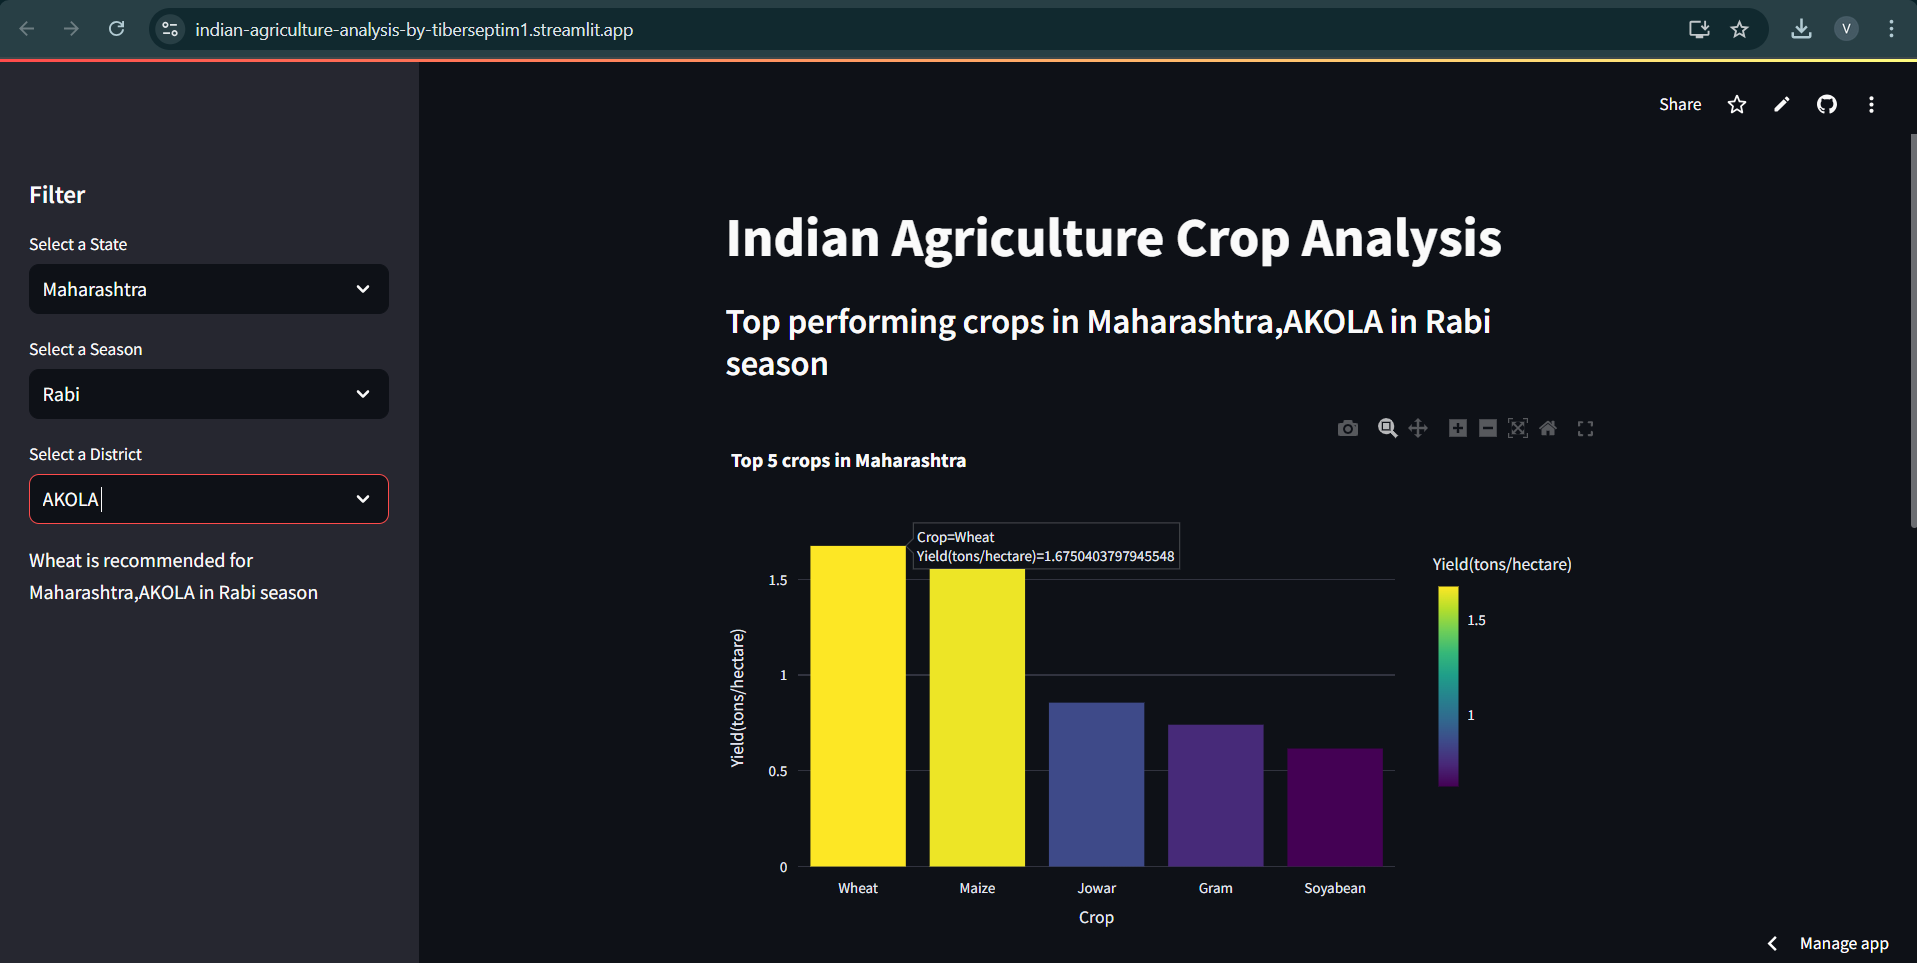 indian-agriculture-analysis-by-tiberseptim1.streamlit.app
V
Share
Filter
Select a State
Maharashtra
Select a Season
Rabi
Select a District
AKOLA
Wheat is recommended for
Maharashtra,AKOLA in Rabi season
Indian Agriculture Crop Analysis
Top performing crops in Maharashtra,AKOLA in Rabi
season
Top 5 crops in Maharashtra
Crop=Wheat
Yield(tons/hectare)=1.6750403797945548
Yield(tons/hectare)
1.5
1
0.5
0
Wheat
Maize
Jowar
Gram
Soyabean
Crop
Yield(tons/hectare)
1.5
1
Manage app